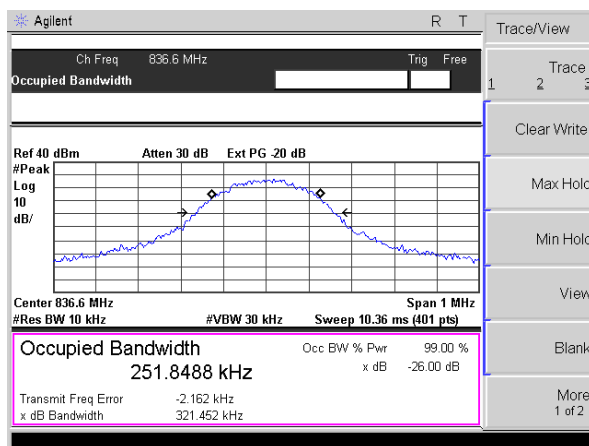 Agilent R T
Ch Freq 836.6 MHz Trig Free
Occupied Bandwidth
Ref 40 dBm Atten 30 dB Ext PG -20 dB
#Peak
Log
10
dB/
Center 836.6 MHz Span 1 MHz
#Res BW 10 kHz #VBW 30 kHz Sweep 10.36 ms (401 pts)
Occupied Bandwidth
251.8488 kHz
Occ BW % Pwr 99.00 %
x dB -26.00 dB
Transmit Freq Error -2.162 kHz
x dB Bandwidth 321.452 kHz
Trace/View
Trace
1 2 3
Clear Write
Max Hold
Min Hold
View
Blank
More
1 of 2